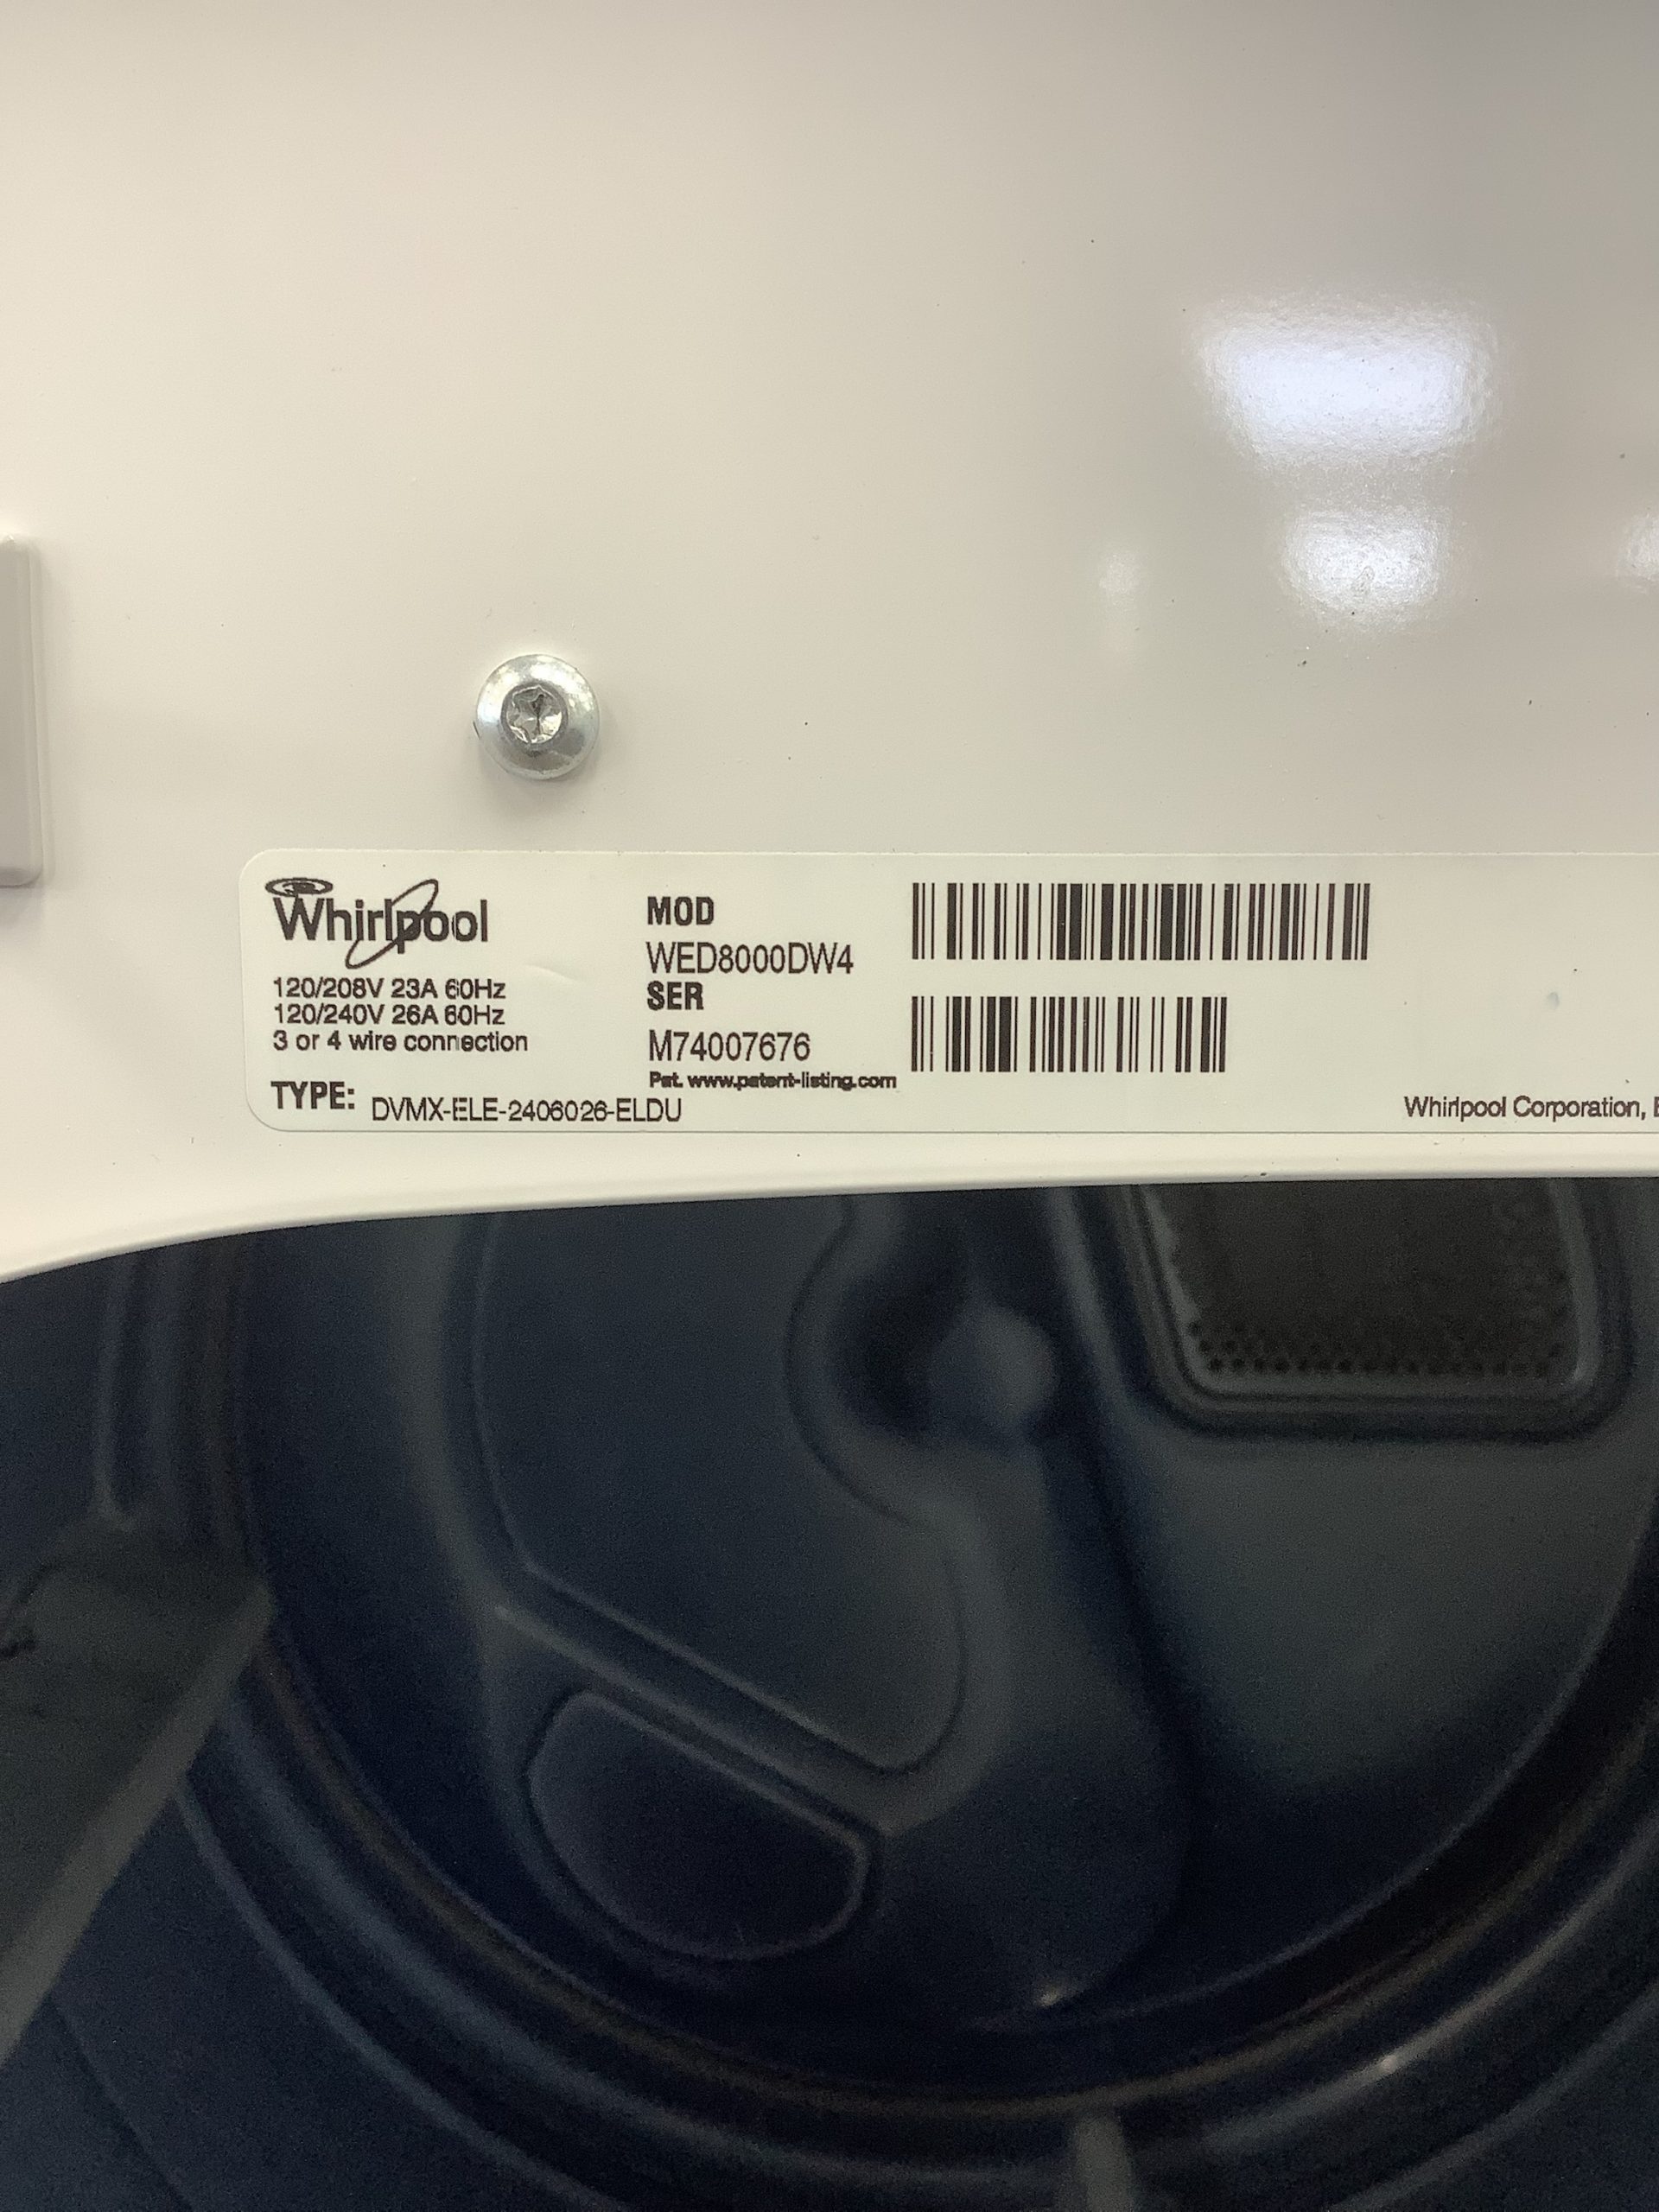 Whirlpool
120/208V 23A 60Hz
120/240V 26A 60Hz
3 or 4 wire connection
TYPE: DVMX-ELE-2406026-ELDU
MOD
WED8000DW4
SER
M74007676
Pat. www.patent-listing.com
Whirlpool Corporation,